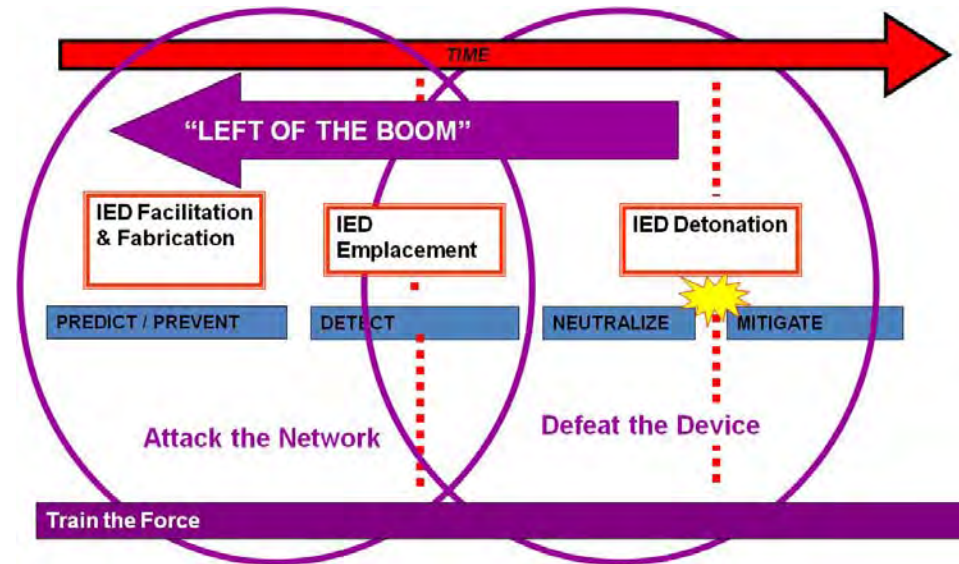 TIME
“LEFT OF THE BOOM”
IED Facilitation
& Fabrication
IED
Emplacement
IED Detonation
PREDICT / PREVENT
DETECT
NEUTRALIZE
MITIGATE
Attack the Network
Defeat the Device
Train the Force